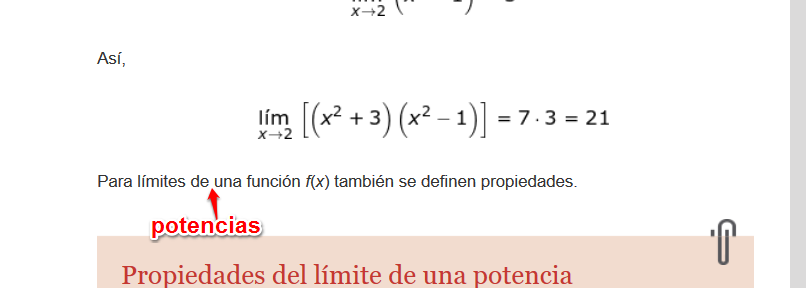 x→2
Así,
lím [(x² + 3) (x² – 1)] = 7 · 3 = 21
x→2
Para límites de una función f(x) también se definen propiedades.
potencias
Propiedades del límite de una potencia